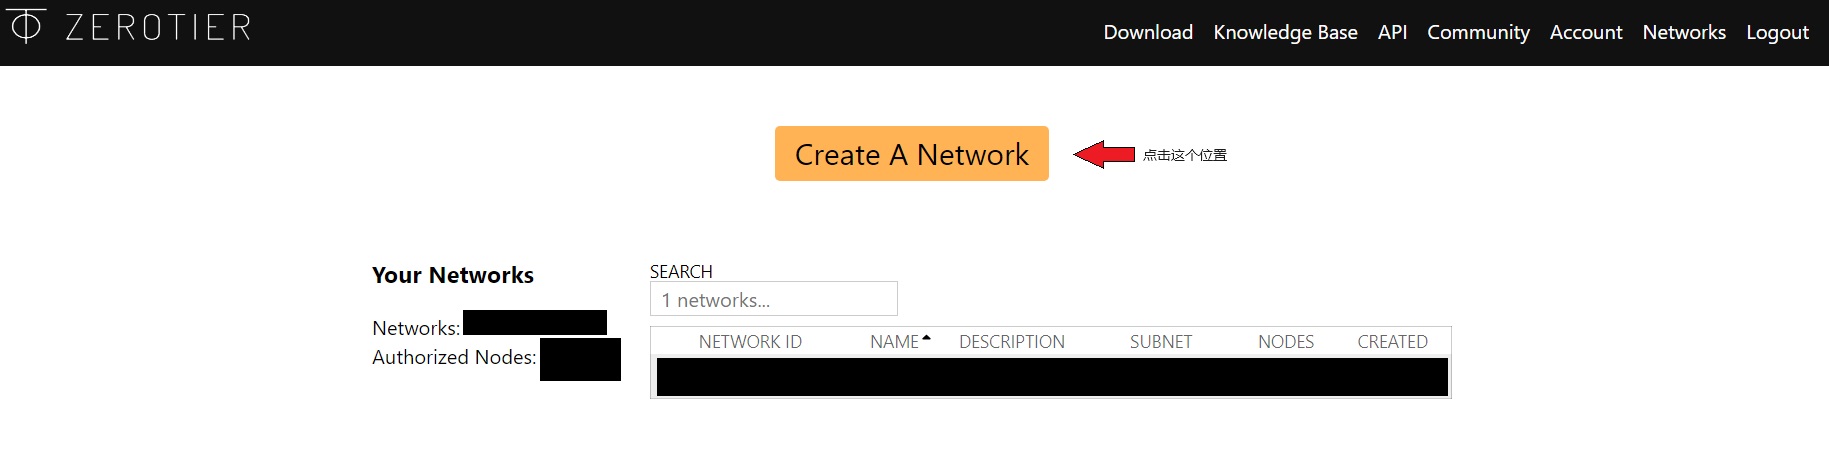 ZEROTIER
Download Knowledge Base API Community Account Networks Logout
Create A Network
点击这个位置
Your Networks
Networks:
Authorized Nodes:
SEARCH
1 networks...
NETWORK ID NAME DESCRIPTION SUBNET NODES CREATED